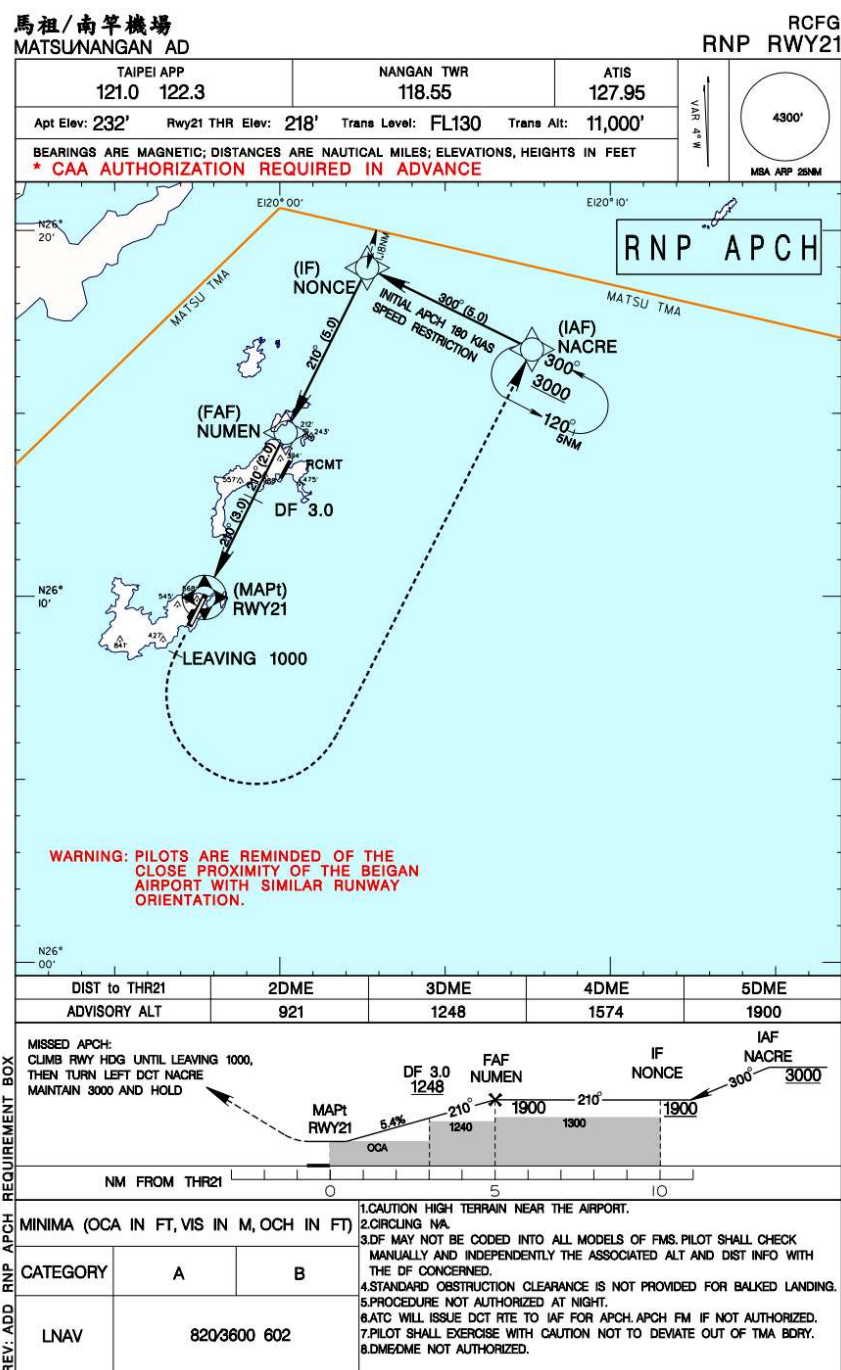 馬祖/南竿機場
MATSU/NANGAN AD
RCFG
RNP RWY21
TAIPEI APP
121.0 122.3
NANGAN TWR
118.55
ATIS
127.95
VAR 4° W
4300'
MSA ARP 25NM
Apt Elev: 232' Rwy21 THR Elev: 218' Trans Level: FL130 Trans Alt: 11,000'
BEARINGS ARE MAGNETIC; DISTANCES ARE NAUTICAL MILES; ELEVATIONS, HEIGHTS IN FEET
* CAA AUTHORIZATION REQUIRED IN ADVANCE
E120° 00'
E120° 10'
N26°
20'
RNP APCH
1.18NM
(IF)
NONCE
MATSU TMA
MATSU TMA
300° (5.0)
INITIAL APCH 180 KIAS
SPEED RESTRICTION
(IAF)
NACRE
300°
3000
120°
5NM
210° (5.0)
(FAF)
NUMEN
212'
243'
RCMT
557'
475'
210° (2.0)
DF 3.0
210° (3.0)
N26°
10'
(MAPt)
RWY21
568'
545'
427'
841'
LEAVING 1000
WARNING: PILOTS ARE REMINDED OF THE
CLOSE PROXIMITY OF THE BEIGAN
AIRPORT WITH SIMILAR RUNWAY
ORIENTATION.
N26°
00'
DIST to THR21 2DME 3DME 4DME 5DME
ADVISORY ALT 921 1248 1574 1900
MISSED APCH:
CLIMB RWY HDG UNTIL LEAVING 1000,
THEN TURN LEFT DCT NACRE
MAINTAIN 3000 AND HOLD
MAPt
RWY21
DF 3.0
1248
FAF
NUMEN
IF
NONCE
IAF
NACRE
5.4%
210°
1900
210°
1900
300°
3000
OCA
1240
1300
NM FROM THR21
0 5 10
MINIMA (OCA IN FT, VIS IN M, OCH IN FT)
CATEGORY A B
LNAV 820/3600 602
1.CAUTION HIGH TERRAIN NEAR THE AIRPORT.
2.CIRCLING N/A.
3.DF MAY NOT BE CODED INTO ALL MODELS OF FMS. PILOT SHALL CHECK
MANUALLY AND INDEPENDENTLY THE ASSOCIATED ALT AND DIST INFO WITH
THE DF CONCERNED.
4.STANDARD OBSTRUCTION CLEARANCE IS NOT PROVIDED FOR BALKED LANDING.
5.PROCEDURE NOT AUTHORIZED AT NIGHT.
6.ATC WILL ISSUE DCT RTE TO IAF FOR APCH. APCH FM IF NOT AUTHORIZED.
7.PILOT SHALL EXERCISE WITH CAUTION NOT TO DEVIATE OUT OF TMA BDRY.
8.DME/DME NOT AUTHORIZED.
REV: ADD RNP APCH REQUIREMENT BOX